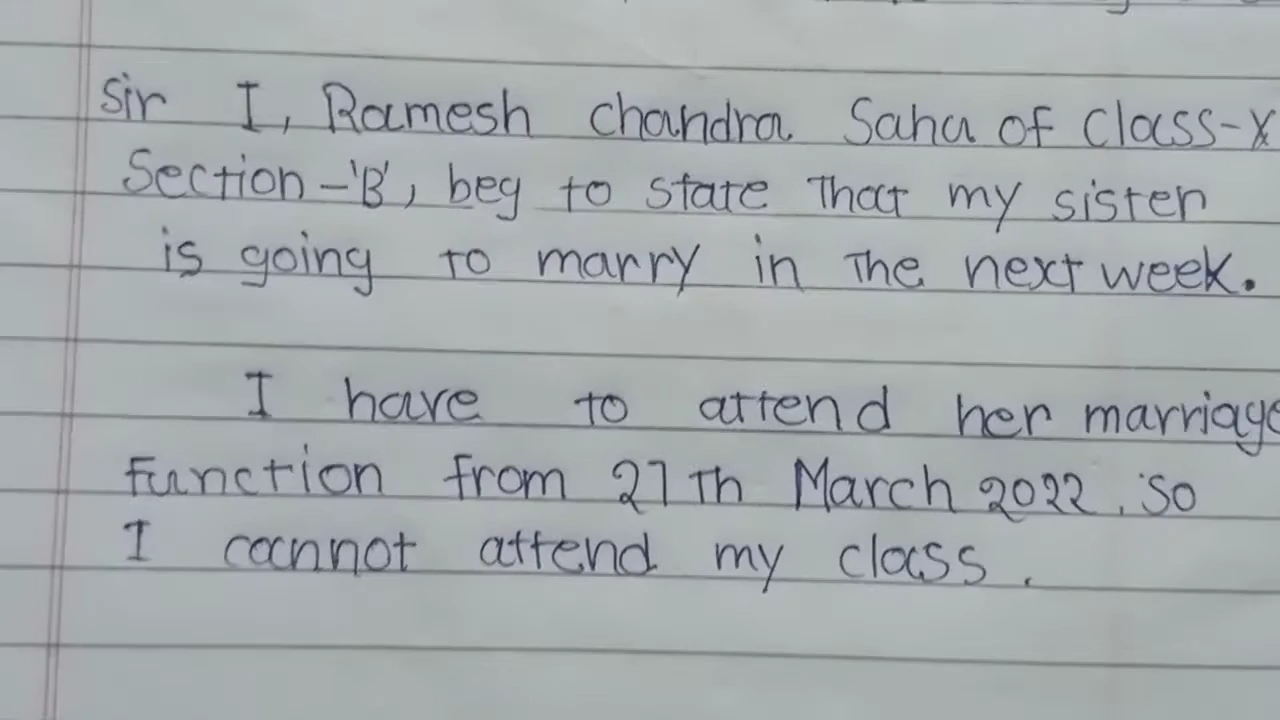 Sir I, Ramesh chandra Saha of Class-X
Section-'B', beg to state that my sister
is going to marry in the next week.
I have to attend her marriage
function from 27th March 2022. So
I cannot attend my class.